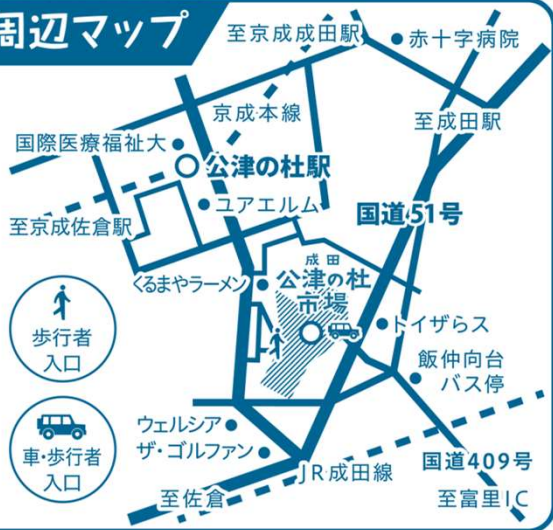 周辺マップ
至京成成田駅
赤十字病院
京成本線
至成田駅
国際医療福祉大
公津の杜駅
ユアエルム
国道51号
至京成佐倉駅
成田
公津の杜
市場
くるまやラーメン
トイザらス
歩行者
入口
飯仲向台
バス停
ウェルシア
ザ・ゴルファン
車・歩行者
入口
JR成田線
国道409号
至佐倉
至富里IC